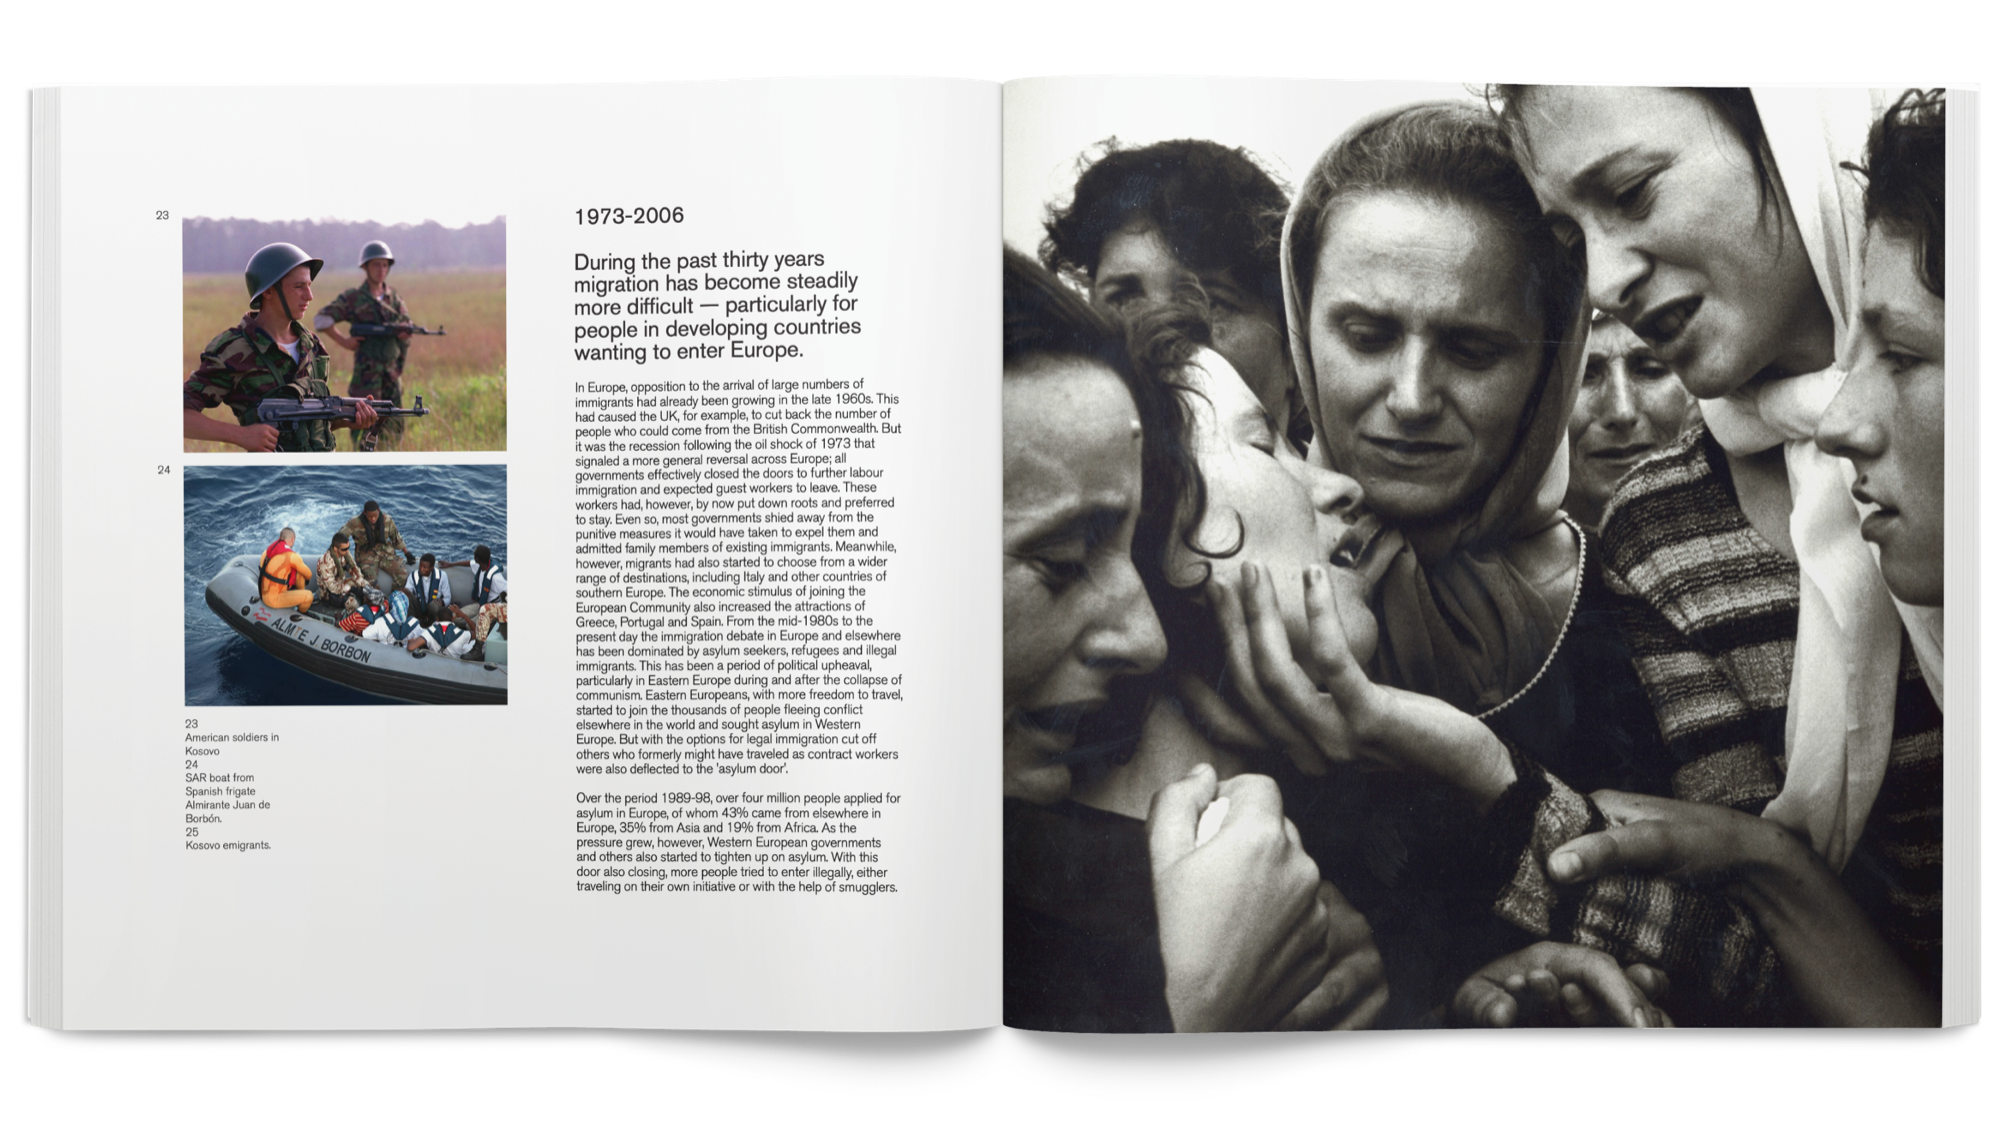 23
24
ALMTE J BORBON
23
American soldiers in
Kosovo
24
SAR boat from
Spanish frigate
Almirante Juan de
Borbón.
25
Kosovo emigrants.
1973-2006
During the past thirty years
migration has become steadily
more difficult — particularly for
people in developing countries
wanting to enter Europe.
In Europe, opposition to the arrival of large numbers of
immigrants had already been growing in the late 1960s. This
had caused the UK, for example, to cut back the number of
people who could come from the British Commonwealth. But
it was the recession following the oil shock of 1973 that
signaled a more general reversal across Europe; all
governments effectively closed the doors to further labour
immigration and expected guest workers to leave. These
workers had, however, by now put down roots and preferred
to stay. Even so, most governments shied away from the
punitive measures it would have taken to expel them and
admitted family members of existing immigrants. Meanwhile,
however, migrants had also started to choose from a wider
range of destinations, including Italy and other countries of
southern Europe. The economic stimulus of joining the
European Community also increased the attractions of
Greece, Portugal and Spain. From the mid-1980s to the
present day the immigration debate in Europe and elsewhere
has been dominated by asylum seekers, refugees and illegal
immigrants. This has been a period of political upheaval,
particularly in Eastern Europe during and after the collapse of
communism. Eastern Europeans, with more freedom to travel,
started to join the thousands of people fleeing conflict
elsewhere in the world and sought asylum in Western
Europe. But with the options for legal immigration cut off
others who formerly might have traveled as contract workers
were also deflected to the 'asylum door'.
Over the period 1989-98, over four million people applied for
asylum in Europe, of whom 43% came from elsewhere in
Europe, 35% from Asia and 19% from Africa. As the
pressure grew, however, Western European governments
and others also started to tighten up on asylum. With this
door also closing, more people tried to enter illegally, either
traveling on their own initiative or with the help of smugglers.